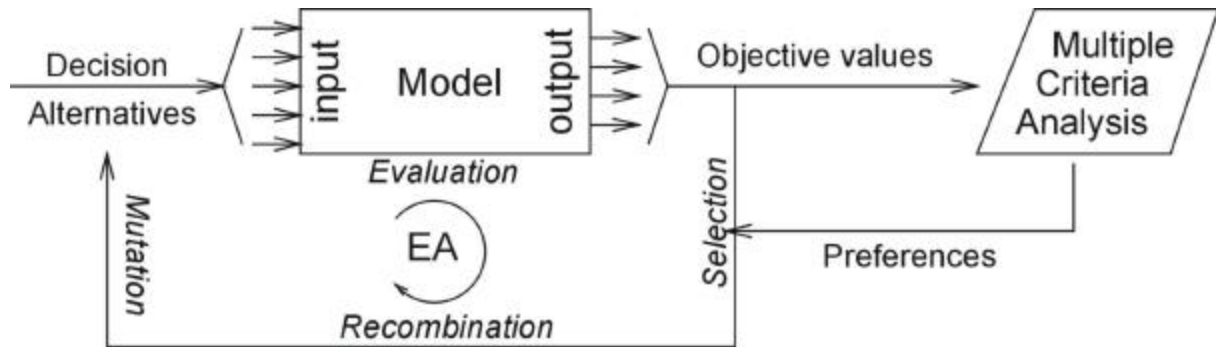 Decision
Alternatives
input
Model
output
Objective values
Multiple
Criteria
Analysis
Evaluation
Mutation
EA
Selection
Preferences
Recombination